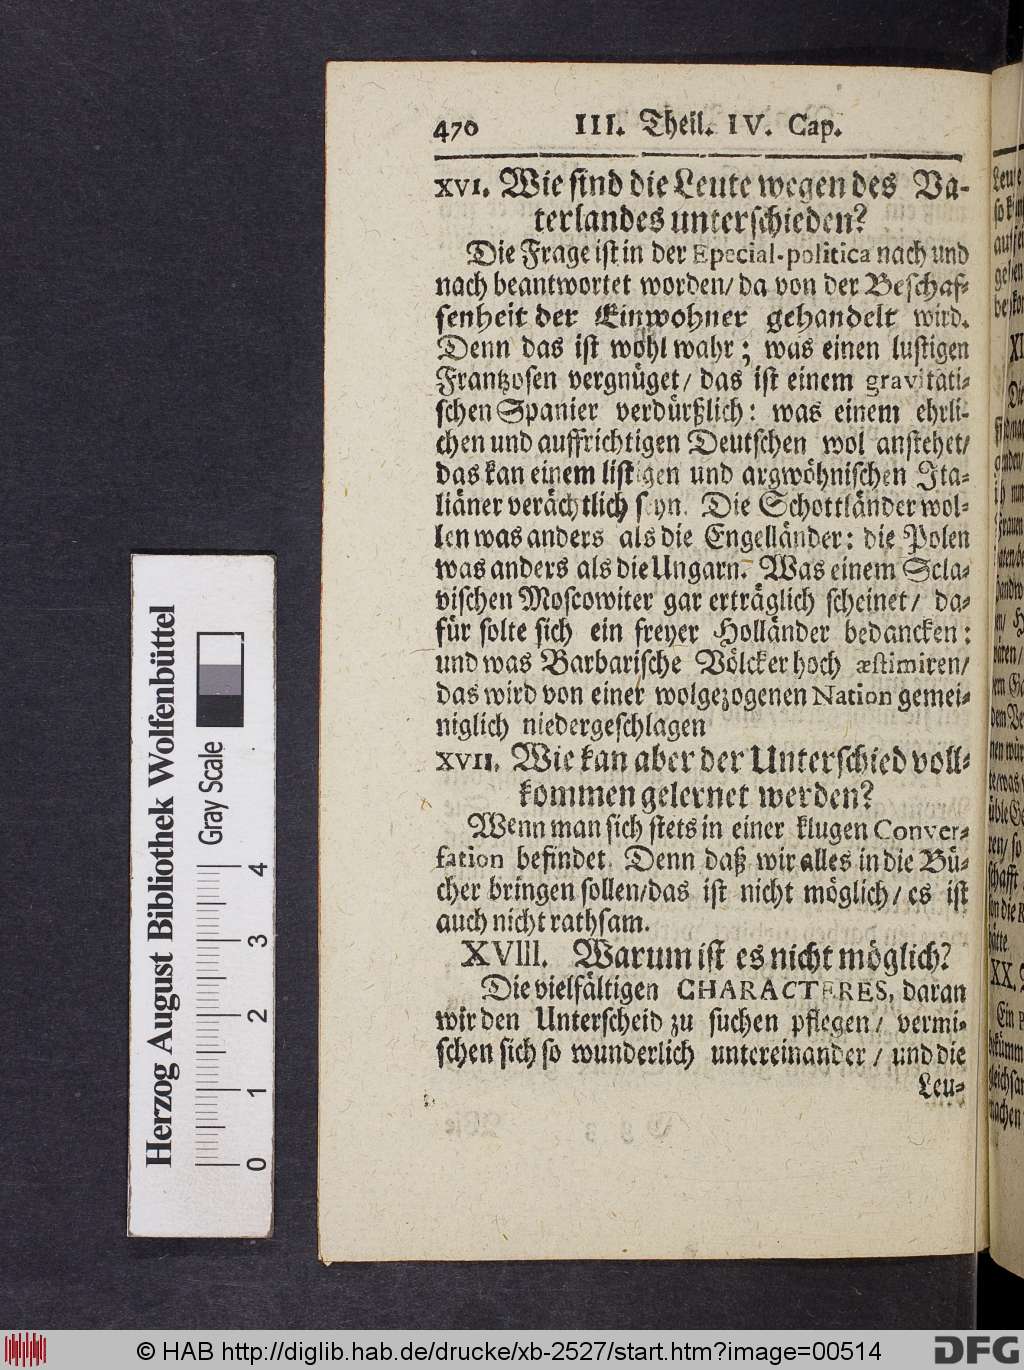 470 III. Theil. IV. Cap.
XVI. Wie sind die Leute wegen des Va-
terlandes unterschieden?
Die Frage ist in der Epecial-politica nach und
nach beantwortet worden/ da von der Beschaf-
fenheit der Einwohner gehandelt wird.
Denn das ist wohl wahr; was einen lustigen
Frantzosen vergnüget/ das ist einem gravitäti-
schen Spanier verdürßlich: was einem ehrli-
chen und auffrichtigen Deutschen wol anstehet/
das kan einem listigen und argwöhnischen Ita-
liäner verächtlich seyn. Die Schottländer wol-
len was anders als die Engelländer: die Polen
was anders als die Ungarn. Was einem Scla-
vischen Moscowiter gar erträglich scheinet/ da-
für solte sich ein freyer Holländer bedancken:
und was Barbarische Völcker hoch æstimiren/
das wird von einer wolgezogenen Nation gemei-
niglich niedergeschlagen
XVII. Wie kan aber der Unterschied voll-
kommen gelernet werden?
Wenn man sich stets in einer klugen Conver-
sation befindet. Denn daß wir alles in die Bü-
cher bringen sollen/das ist nicht möglich/ es ist
auch nicht rathsam.
XVIII. Warum ist es nicht möglich?
Die vielfältigen CHARACTERES, daran
wir den Unterscheid zu suchen pflegen/ vermi-
schen sich so wunderlich untereinander/ und die
Leu-
Herzog August Bibliothek Wolfenbüttel
Gray Scale
0 1 2 3 4
© HAB http://diglib.hab.de/drucke/xb-2527/start.htm?image=00514
DFG